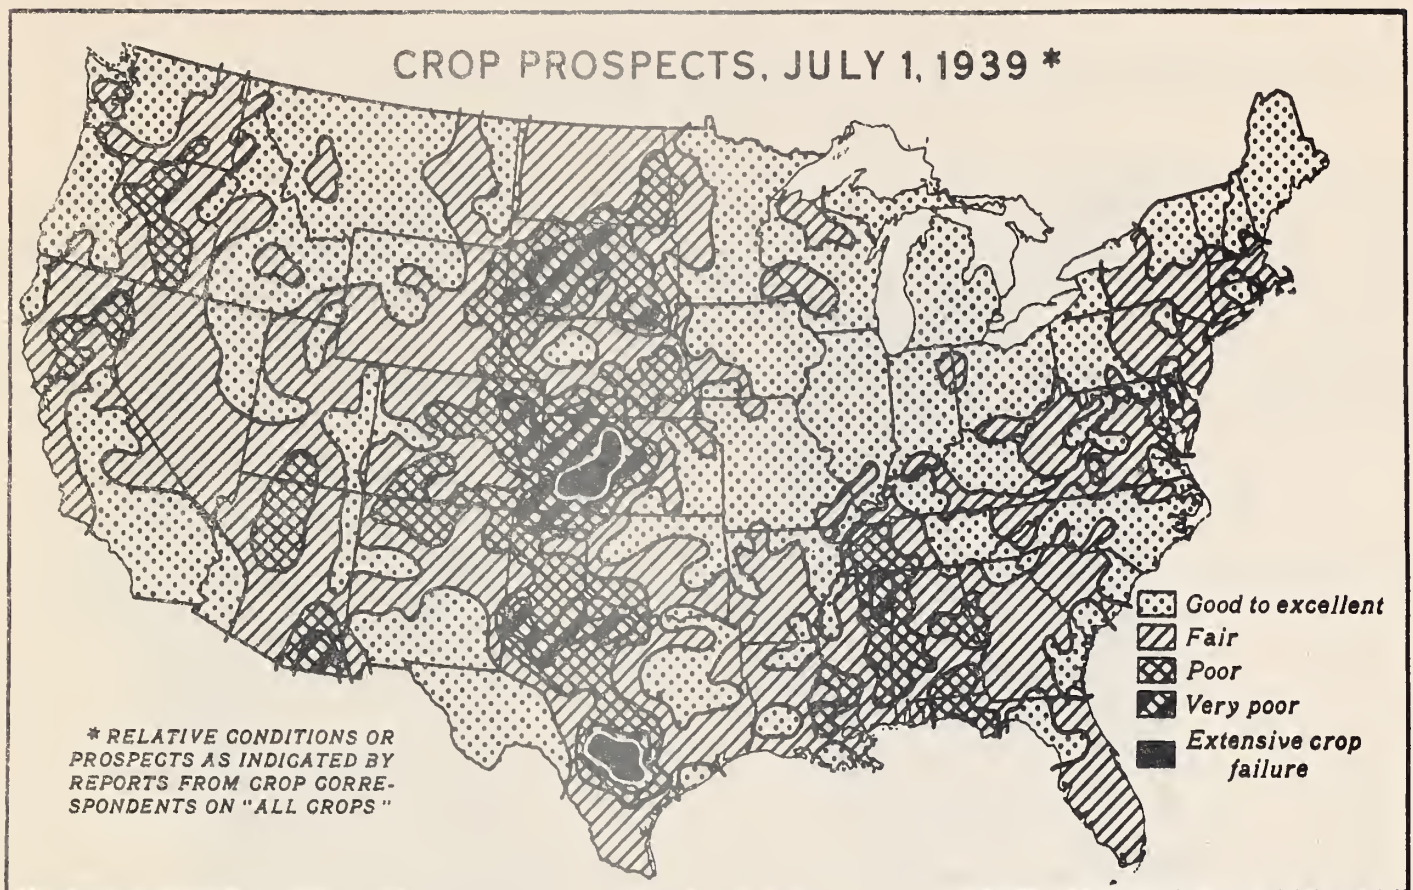 CROP PROSPECTS, JULY 1, 1939 *
Good to excellent
Fair
Poor
Very poor
Extensive crop
failure
* RELATIVE CONDITIONS OR
PROSPECTS AS INDICATED BY
REPORTS FROM CROP CORRE-
SPONDENTS ON "ALL CROPS"